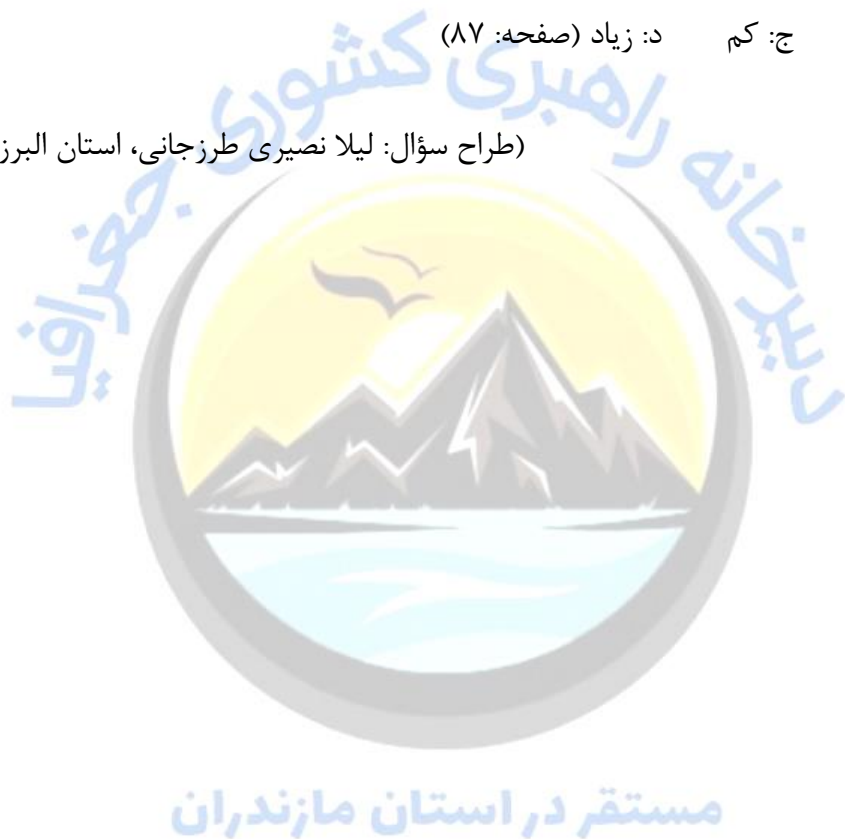 ج: کم د: زیاد (صفحه: ۸۷)
(طراح سؤال: لیلا نصیری طرزجانی، استان البرز
دبیرخانه راهبری کشوری جغرافیا
مستقر در استان مازندران